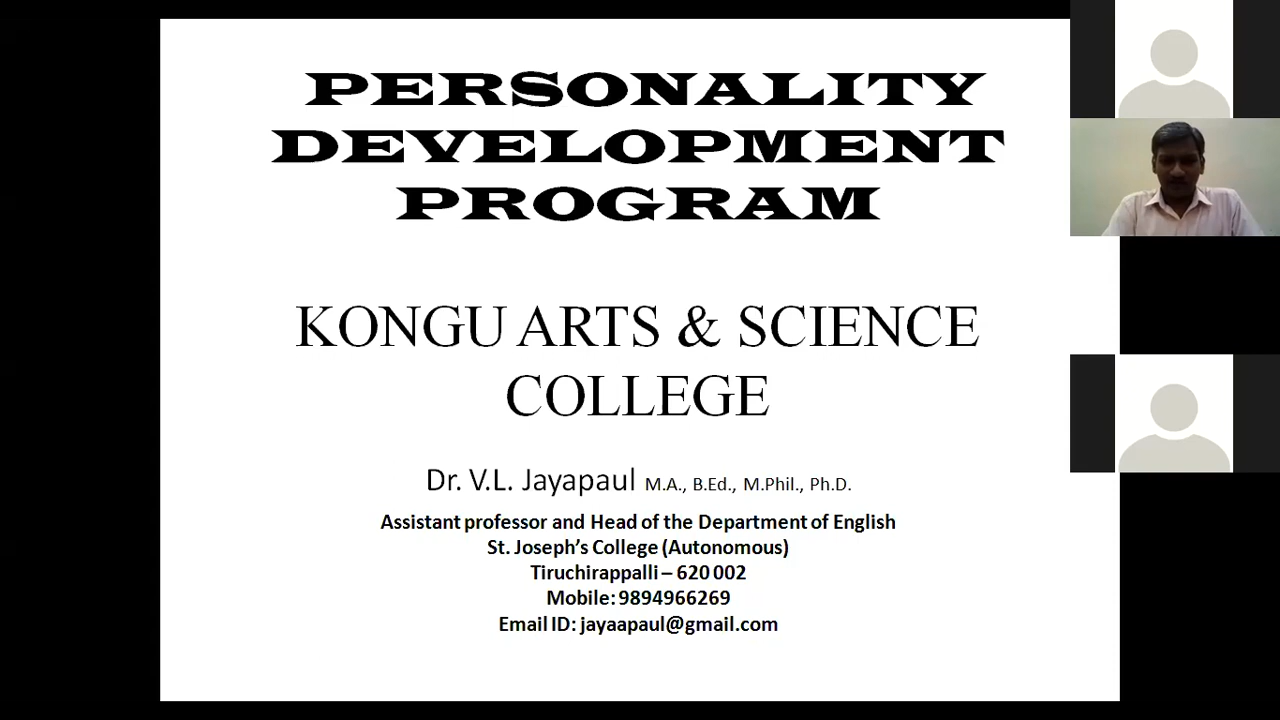 PERSONALITY
DEVELOPMENT
PROGRAM
KONGU ARTS & SCIENCE
COLLEGE
Dr. V.L. Jayapaul M.A., B.Ed., M.Phil., Ph.D.
Assistant professor and Head of the Department of English
St. Joseph’s College (Autonomous)
Tiruchirappalli – 620 002
Mobile: 9894966269
Email ID: jayaapaul@gmail.com